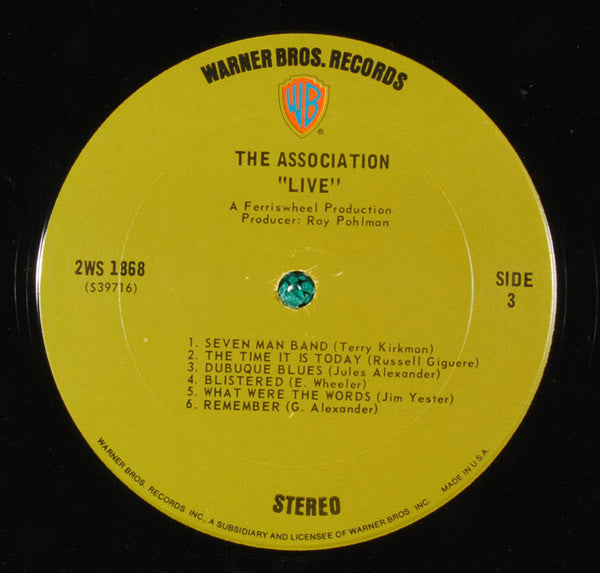 WARNER BROS. RECORDS
WB
®
THE ASSOCIATION
"LIVE"
A Ferriswheel Production
Producer: Ray Pohlman
2WS 1868
(S39716)
SIDE
3
1. SEVEN MAN BAND (Terry Kirkman)
2. THE TIME IT IS TODAY (Russell Giguere)
3. DUBUQUE BLUES (Jules Alexander)
4. BLISTERED (E. Wheeler)
5. WHAT WERE THE WORDS (Jim Yester)
6. REMEMBER (G. Alexander)
STEREO
WARNER BROS. RECORDS INC., A SUBSIDIARY AND LICENSEE OF WARNER BROS. INC. MADE IN U.S.A.